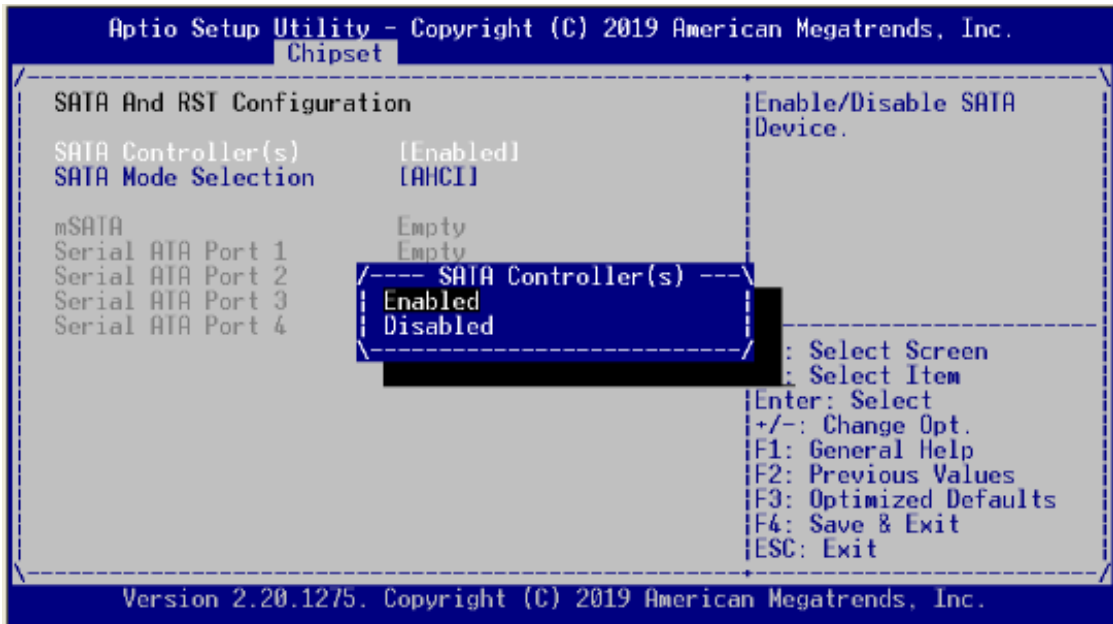 Aptio Setup Utility - Copyright (C) 2019 American Megatrends, Inc.
Chipset
SATA And RST Configuration
SATA Controller(s) [Enabled]
SATA Mode Selection [AHCI]
mSATA Empty
Serial ATA Port 1 Empty
Serial ATA Port 2
Serial ATA Port 3
Serial ATA Port 4
SATA Controller(s)
Enabled
Disabled
Enable/Disable SATA
Device.
: Select Screen
: Select Item
Enter: Select
+/-: Change Opt.
F1: General Help
F2: Previous Values
F3: Optimized Defaults
F4: Save & Exit
ESC: Exit
Version 2.20.1275. Copyright (C) 2019 American Megatrends, Inc.